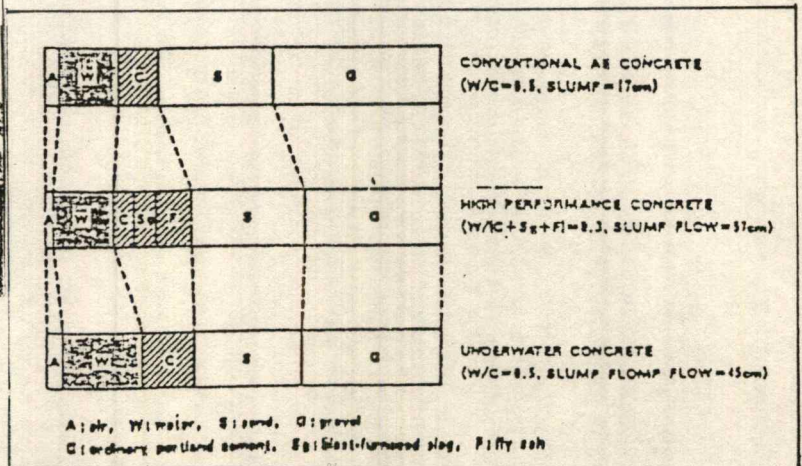 A W C S G
CONVENTIONAL AE CONCRETE
(W/C=0.5, SLUMP=17cm)
A W C Sg F S G
HIGH PERFORMANCE CONCRETE
(W/(C+Sg+F)=0.3, SLUMP FLOW=57cm)
A W C S G
UNDERWATER CONCRETE
(W/C=0.5, SLUMP FLOMP FLOW=45cm)
A: air, W: water, S: sand, G: gravel
C: ordinary portland cement, Sg: blast-furnaced slag, F: fly ash